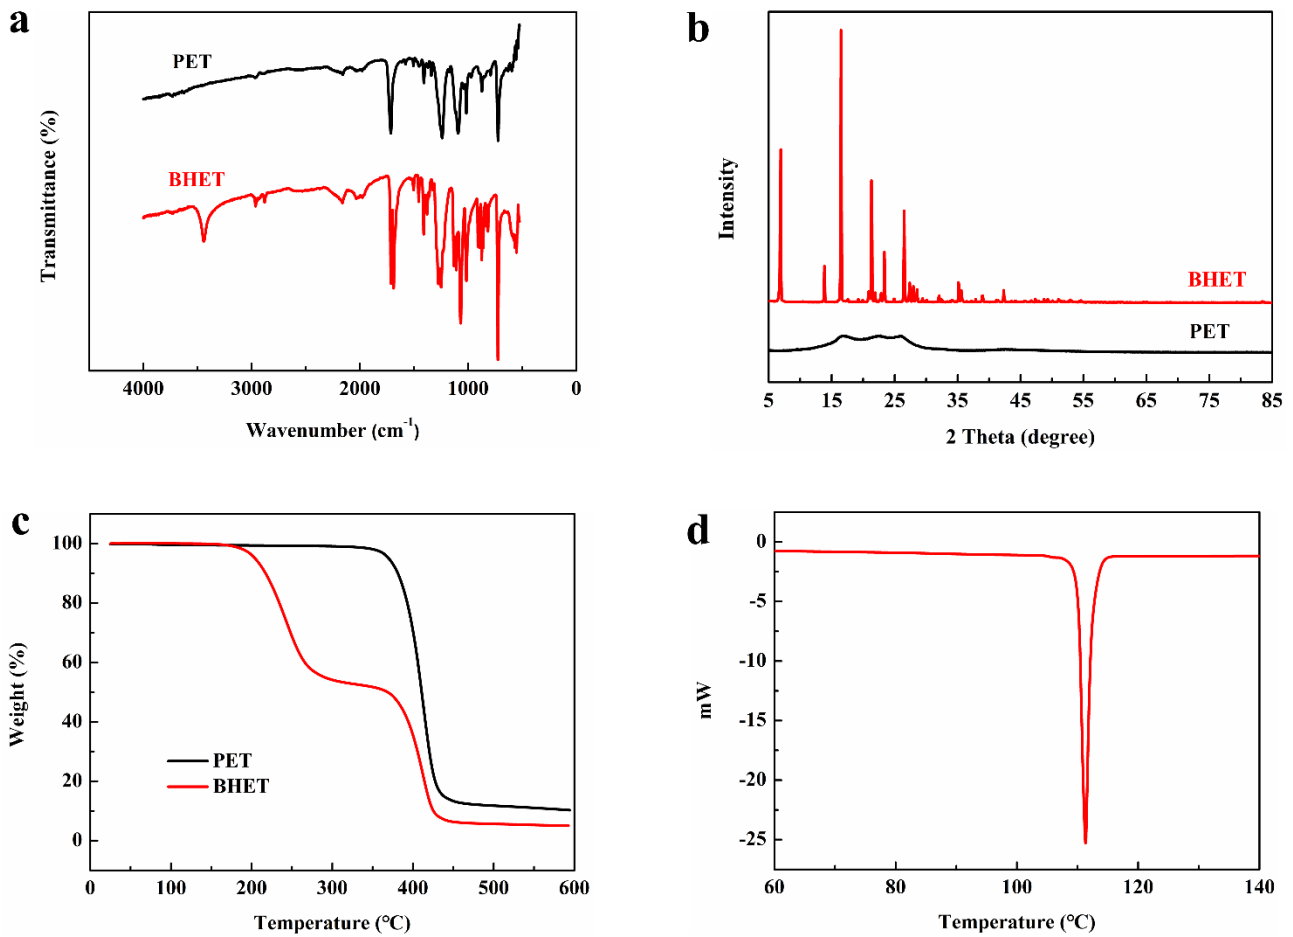 a
PET
BHET
Transmittance (%)
4000 3000 2000 1000 0
Wavenumber (cm⁻¹)
b
Intensity
BHET
PET
5 15 25 35 45 55 65 75 85
2 Theta (degree)
c
100
80
60
40
20
0
Weight (%)
PET
BHET
0 100 200 300 400 500 600
Temperature (°C)
d
0
-5
-10
-15
-20
-25
mW
60 80 100 120 140
Temperature (°C)